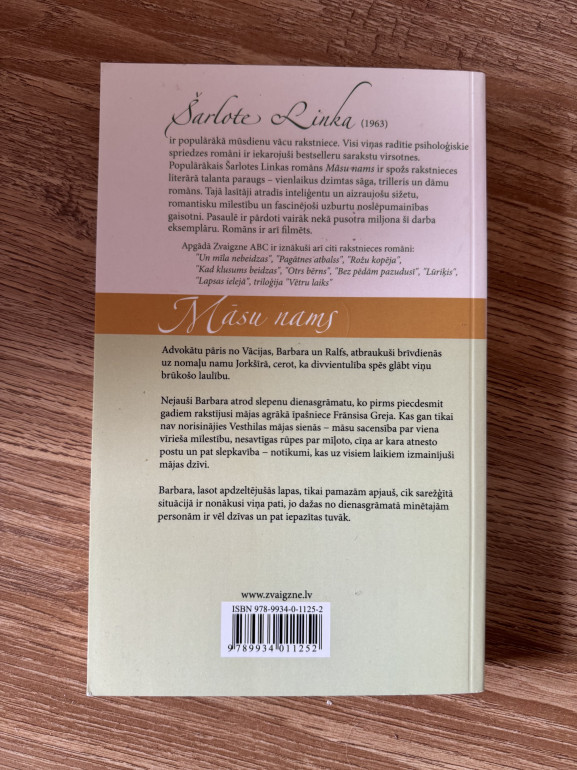 Šarlote Linka (1963)
ir populārākā mūsdienu vācu rakstniece. Visi viņas radītie psiholoģiskie
spriedzes romāni ir iekarojuši bestselleru sarakstu virsotnes.
Populārākais Šarlotes Linkas romāns Māsu nams ir spožs rakstnieces
literārā talanta paraugs – vienlaikus dzimtas sāga, trilleris un dāmu
romāns. Tajā lasītāji atradīs inteliģentu un aizraujošu sižetu,
romantisku mīlestību un fascinējoši uzburtu noslēpumainības
gaisotni. Pasaulē ir pārdoti vairāk nekā pusotra miljona šī darba
eksemplāru. Romāns ir arī filmēts.
Apgādā Zvaigzne ABC ir iznākuši arī citi rakstnieces romāni:
"Un mīla nebeidzas", "Pagātnes atbalss", "Rožu kopēja",
"Kad klusums beidzas", "Otrs bērns", "Bez pēdām pazudusī", "Lūriķis",
"Lapsas ielejā", triloģija "Vētru laiks"
Māsu nams
Advokātu pāris no Vācijas, Barbara un Ralfs, atbraukuši brīvdienās
uz nomaļu namu Jorkšīrā, cerot, ka divvientulība spēs glābt viņu
brūkošo laulību.
Nejauši Barbara atrod slepenu dienasgrāmatu, ko pirms piecdesmit
gadiem rakstījusi mājas agrākā īpašniece Frānsisa Greja. Kas gan tikai
nav norisinājies Vesthilas mājas sienās – māsu sacensība par viena
vīrieša mīlestību, nesavtīgas rūpes par mīļoto, cīņa ar kara atnesto
postu un pat slepkavība – notikumi, kas uz visiem laikiem izmainījuši
mājas dzīvi.
Barbara, lasot apdzeltējušās lapas, tikai pamazām apjauš, cik sarežģītā
situācijā ir nonākusi viņa pati, jo dažas no dienasgrāmatā minētajām
personām ir vēl dzīvas un pat iepazītas tuvāk.
www.zvaigzne.lv
ISBN 978-9934-0-1125-2
9 789934 011252